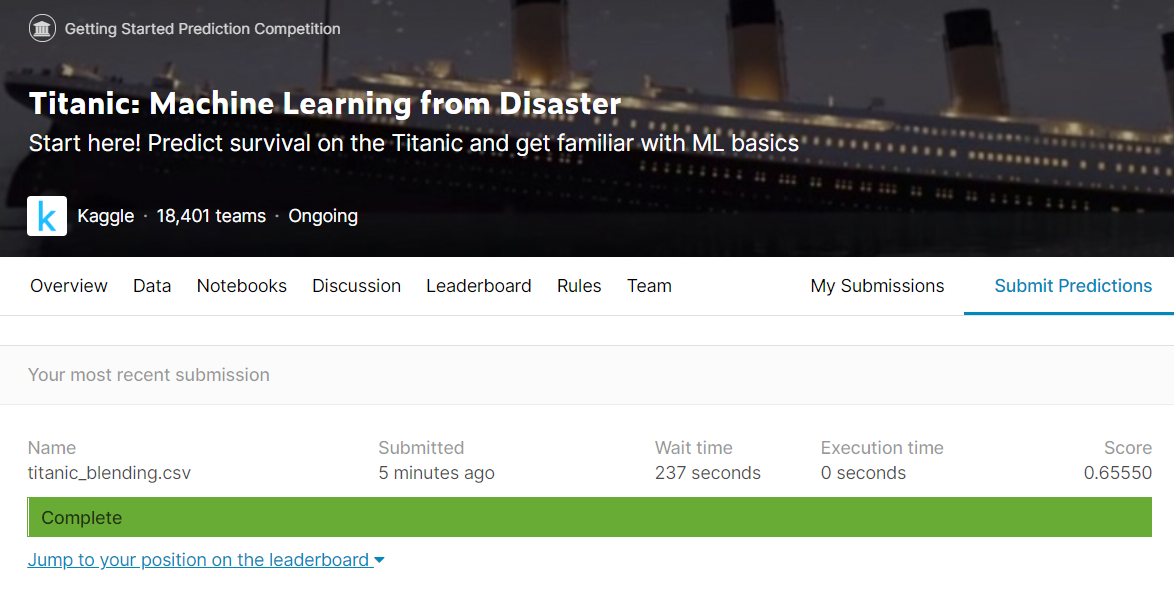 Getting Started Prediction Competition
Titanic: Machine Learning from Disaster
Start here! Predict survival on the Titanic and get familiar with ML basics
k Kaggle · 18,401 teams · Ongoing
Overview Data Notebooks Discussion Leaderboard Rules Team My Submissions Submit Predictions
Your most recent submission
Name Submitted Wait time Execution time Score
titanic_blending.csv 5 minutes ago 237 seconds 0 seconds 0.65550
Complete
Jump to your position on the leaderboard